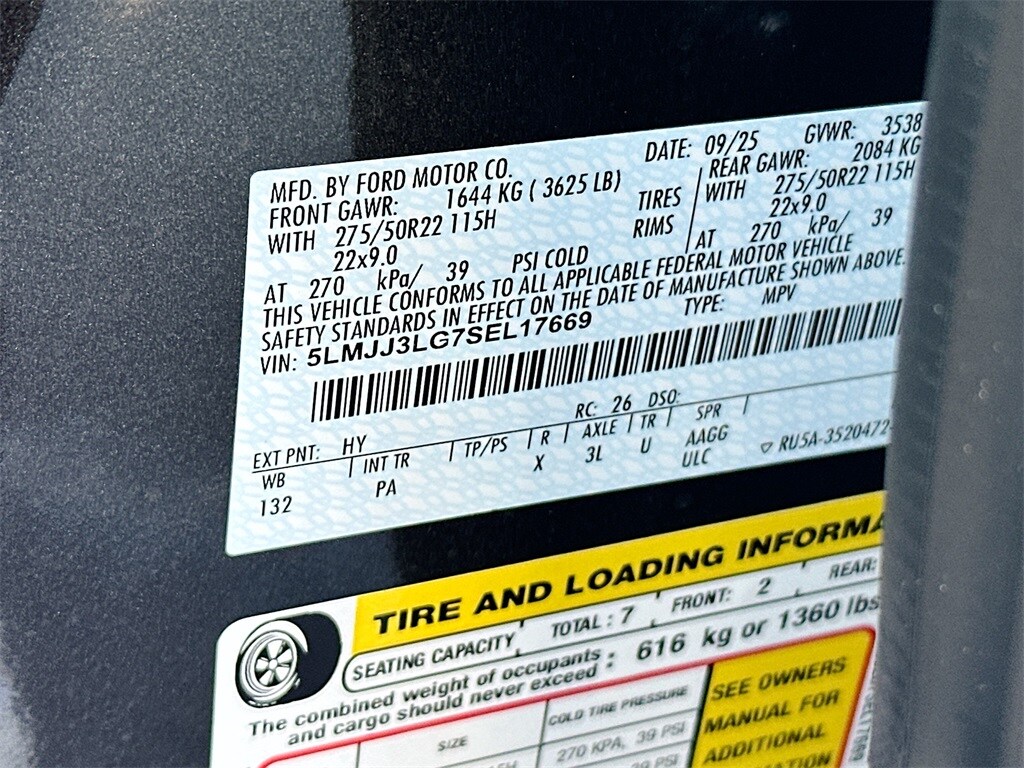 MFD. BY FORD MOTOR CO. DATE: 09/25 GVWR: 3538
FRONT GAWR: 1644 KG ( 3625 LB) REAR GAWR: 2084 KG
WITH 275/50R22 115H TIRES WITH 275/50R22 115H
22x9.0 RIMS 22x9.0
AT 270 kPa/ 39 PSI COLD AT 270 kPa/ 39
THIS VEHICLE CONFORMS TO ALL APPLICABLE FEDERAL MOTOR VEHICLE
SAFETY STANDARDS IN EFFECT ON THE DATE OF MANUFACTURE SHOWN ABOVE.
VIN: 5LMJJ3LG7SEL17669 TYPE: MPV
EXT PNT: HY RC: 26 DSO:
WB INT TR TP/PS R AXLE TR SPR
132 PA X 3L U AAGG
ULC RU5A-3520472-
TIRE AND LOADING INFORMA
SEATING CAPACITY TOTAL : 7 FRONT: 2 REAR:
The combined weight of occupants : 616 kg or 1360 lbs
and cargo should never exceed
SIZE COLD TIRE PRESSURE SEE OWNERS
270 KPA, 39 PSI MANUAL FOR
39 PSI ADDITIONAL